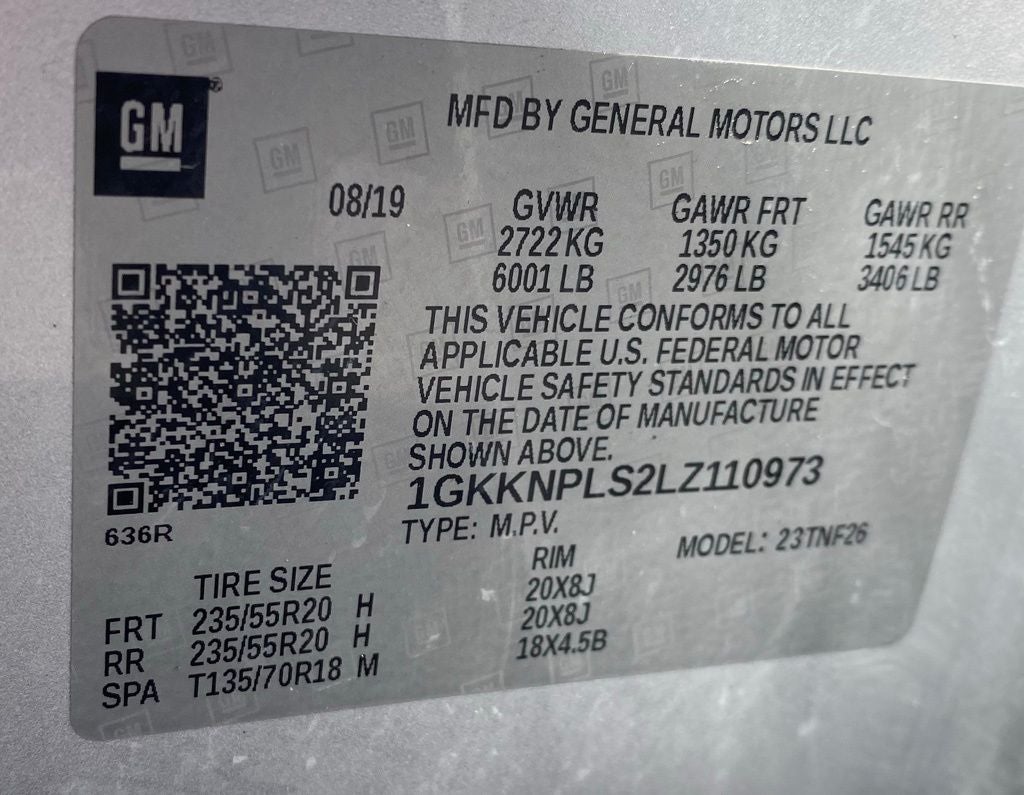 GM
MFD BY GENERAL MOTORS LLC
08/19
GVWR GAWR FRT GAWR RR
2722 KG 1350 KG 1545 KG
6001 LB 2976 LB 3406 LB
THIS VEHICLE CONFORMS TO ALL
APPLICABLE U.S. FEDERAL MOTOR
VEHICLE SAFETY STANDARDS IN EFFECT
ON THE DATE OF MANUFACTURE
SHOWN ABOVE.
1GKKNPLS2LZ110973
636R
TYPE: M.P.V. MODEL: 23TNF26
TIRE SIZE RIM
FRT 235/55R20 H 20X8J
RR 235/55R20 H 20X8J
SPA T135/70R18 M 18X4.5B